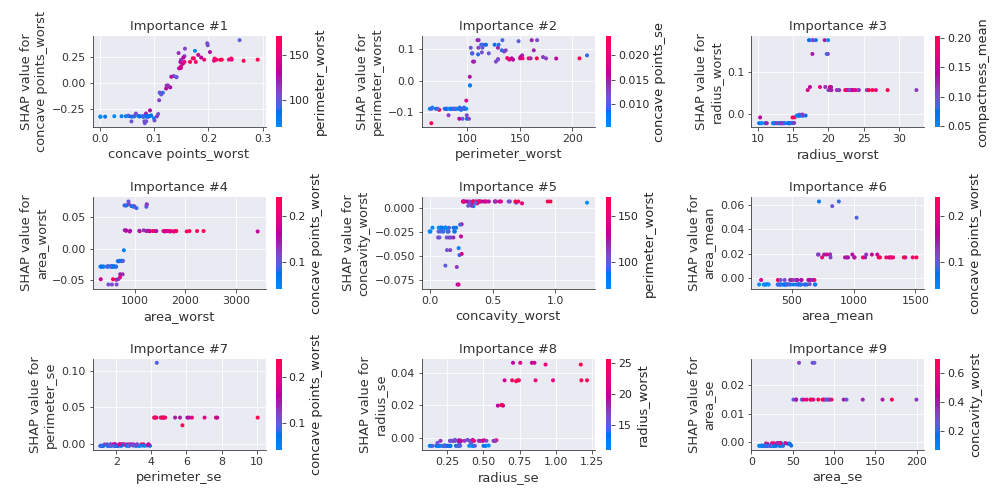 Importance #1
SHAP value for
concave points_worst
0.25
0.00
−0.25
0.0
0.1
0.2
0.3
concave points_worst
150
100
perimeter_worst
Importance #2
SHAP value for
perimeter_worst
0.1
0.0
−0.1
100
150
200
perimeter_worst
0.020
0.015
0.010
concave points_se
Importance #3
SHAP value for
radius_worst
0.1
0.0
10
15
20
25
30
radius_worst
0.20
0.15
0.10
0.05
compactness_mean
Importance #4
SHAP value for
area_worst
0.05
0.00
−0.05
1000
2000
3000
area_worst
0.2
0.1
concave points_worst
Importance #5
SHAP value for
concavity_worst
0.000
−0.025
−0.050
−0.075
0.0
0.5
1.0
concavity_worst
150
100
perimeter_worst
Importance #6
SHAP value for
area_mean
0.06
0.04
0.02
0.00
500
1000
1500
area_mean
0.2
0.1
concave points_worst
Importance #7
SHAP value for
perimeter_se
0.10
0.05
0.00
2
4
6
8
10
perimeter_se
0.2
0.1
concave points_worst
Importance #8
SHAP value for
radius_se
0.04
0.02
0.00
0.25
0.50
0.75
1.00
1.25
radius_se
25
20
15
radius_worst
Importance #9
SHAP value for
area_se
0.02
0.01
0.00
0
50
100
150
200
area_se
0.6
0.4
0.2
concavity_worst